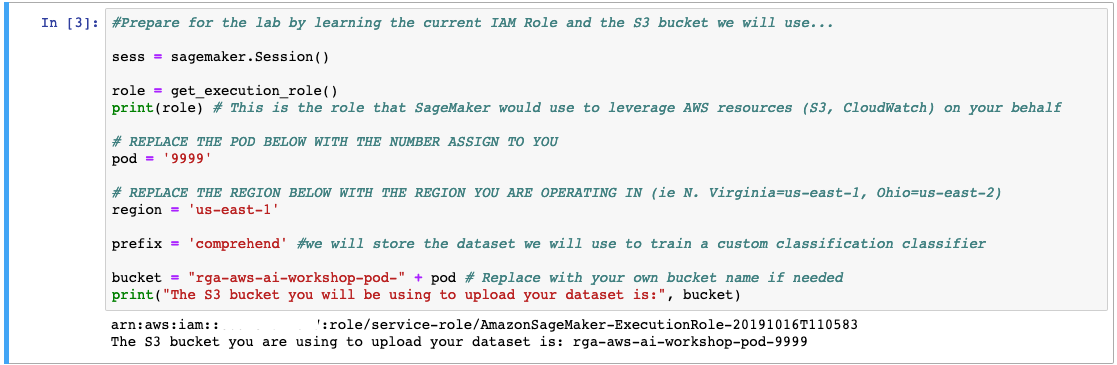 In [3]: #Prepare for the lab by learning the current IAM Role and the S3 bucket we will use...
sess = sagemaker.Session()
role = get_execution_role()
print(role) # This is the role that SageMaker would use to leverage AWS resources (S3, CloudWatch) on your behalf
# REPLACE THE POD BELOW WITH THE NUMBER ASSIGN TO YOU
pod = '9999'
# REPLACE THE REGION BELOW WITH THE REGION YOU ARE OPERATING IN (ie N. Virginia=us-east-1, Ohio=us-east-2)
region = 'us-east-1'
prefix = 'comprehend' #we will store the dataset we will use to train a custom classification classifier
bucket = "rga-aws-ai-workshop-pod-" + pod # Replace with your own bucket name if needed
print("The S3 bucket you will be using to upload your dataset is:", bucket)
arn:aws:iam:: :role/service-role/AmazonSageMaker-ExecutionRole-20191016T110583
The S3 bucket you are using to upload your dataset is: rga-aws-ai-workshop-pod-9999